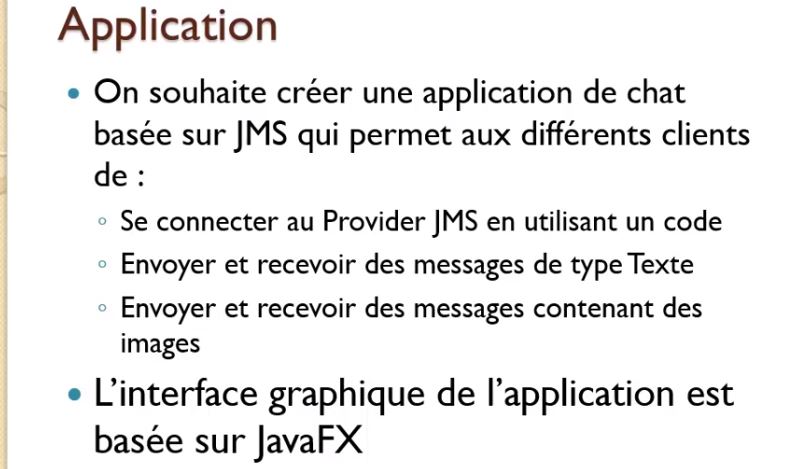 Application
On souhaite créer une application de chat
basée sur JMS qui permet aux différents clients
de :
Se connecter au Provider JMS en utilisant un code
Envoyer et recevoir des messages de type Texte
Envoyer et recevoir des messages contenant des
images
L'interface graphique de l'application est
basée sur JavaFX